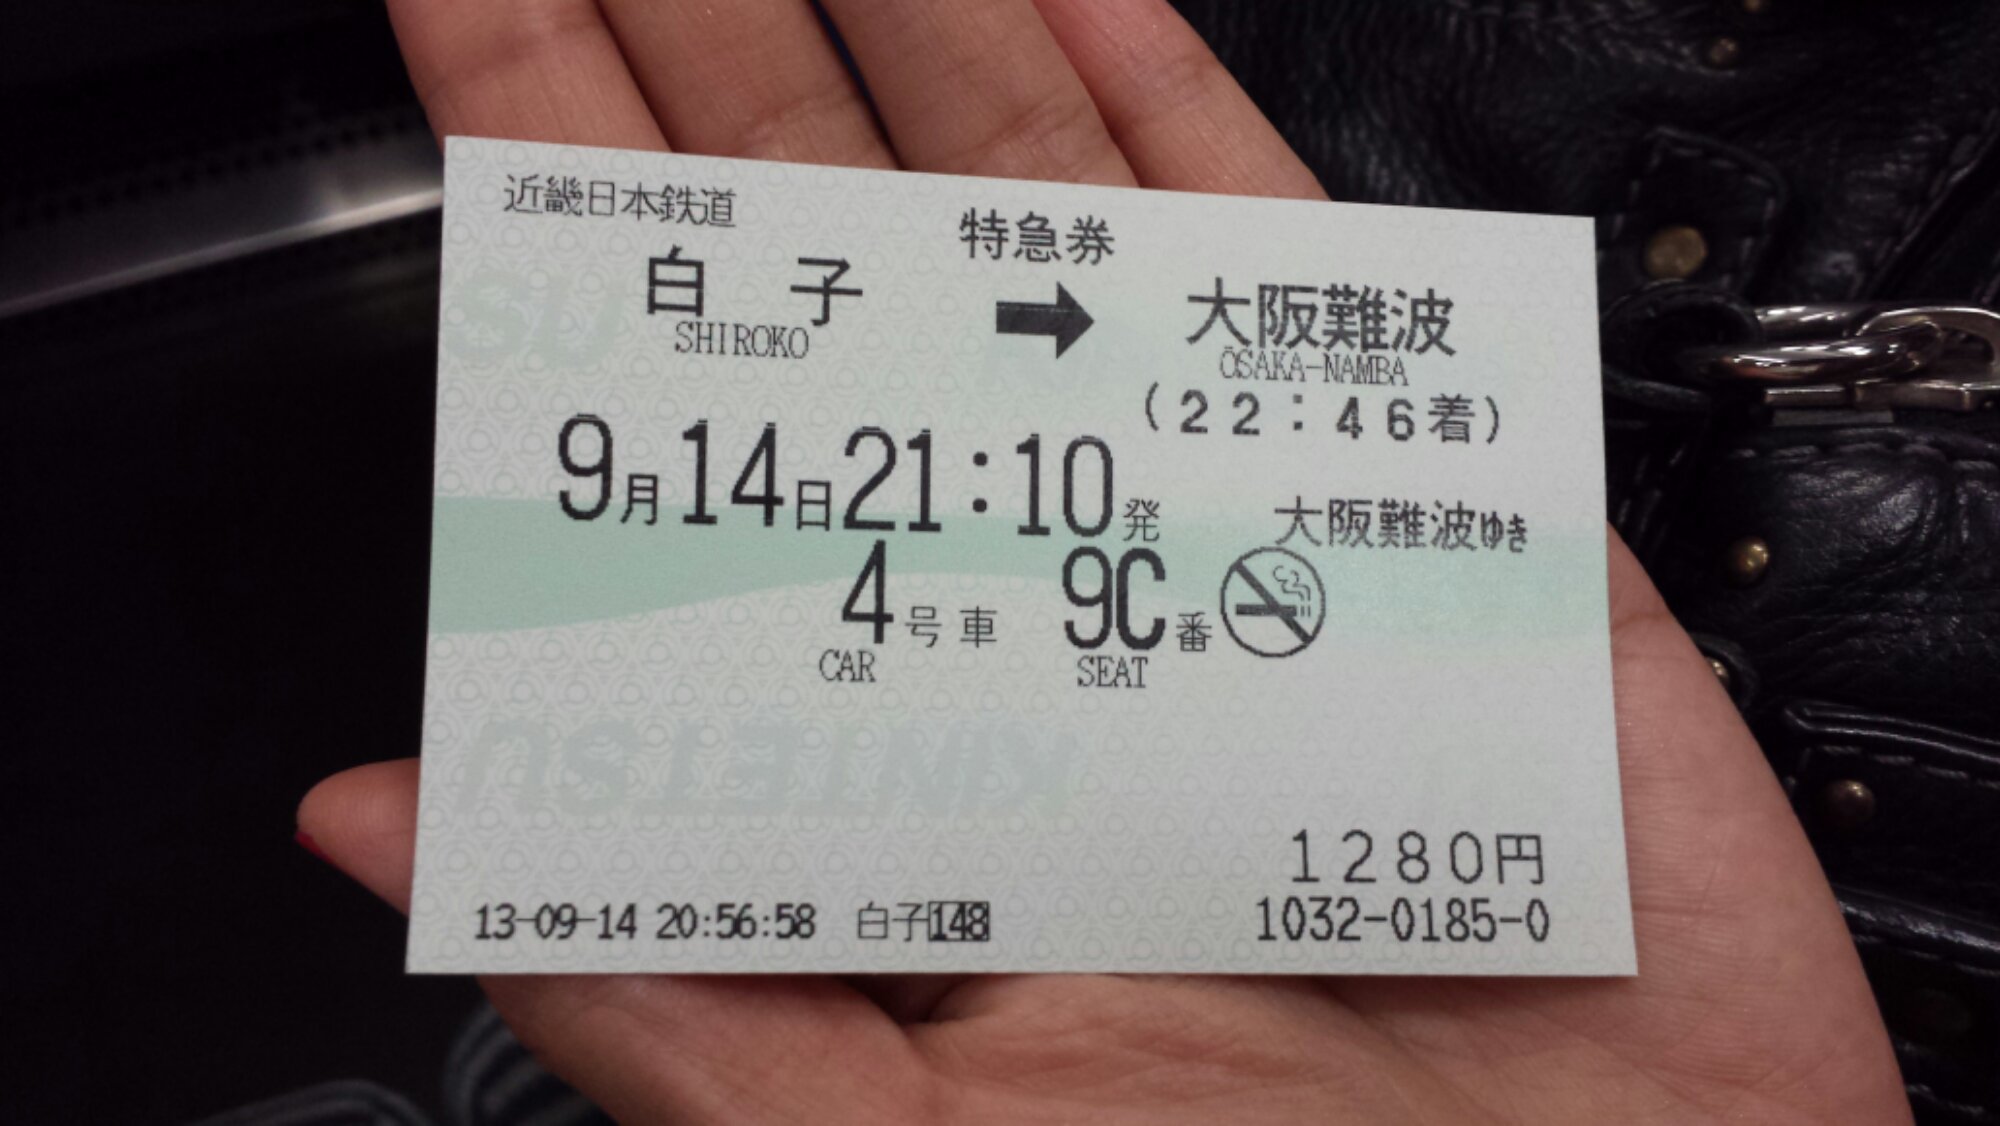 近畿日本鉄道
特急券
白子 → 大阪難波
SHIROKO ŌSAKA-NAMBA
(22:46着)
9月14日21:10発
大阪難波ゆき
4号車 9C番
CAR SEAT
KINTETSU
1280円
13-09-14 20:56:58 白子148
1032-0185-0